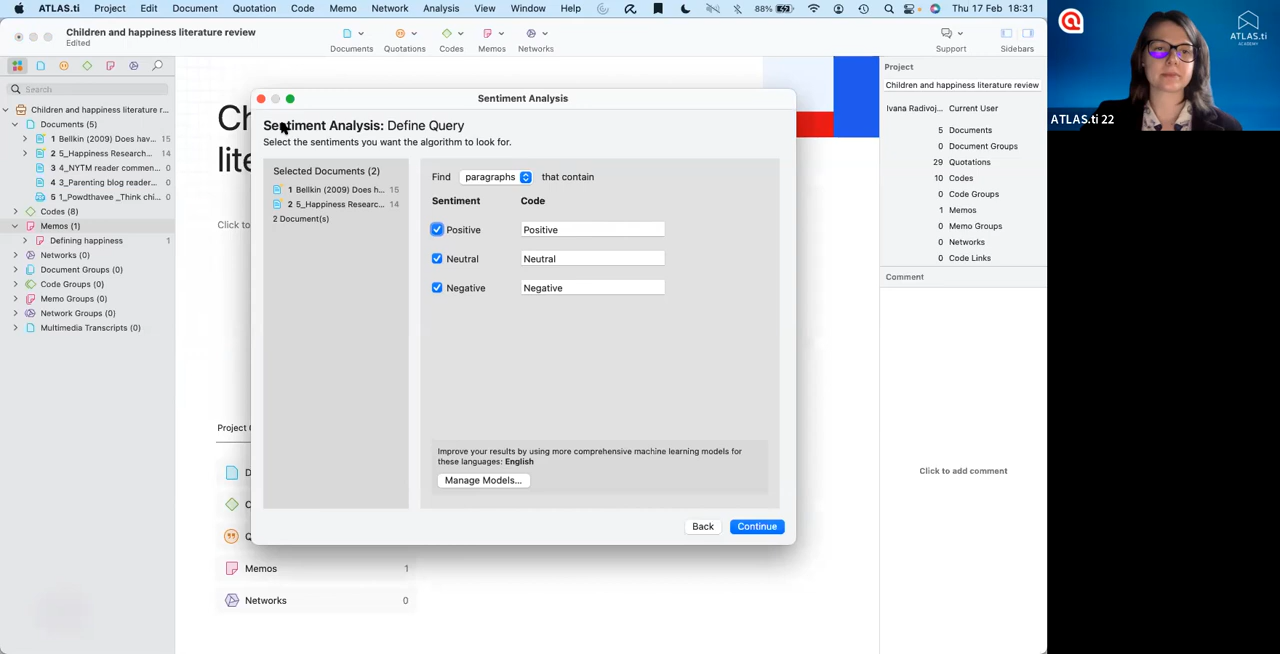 ATLAS.ti Project Edit Document Quotation Code Memo Network Analysis View Window Help 88% Thu 17 Feb 18:31
Children and happiness literature review
Edited
Documents Quotations Codes Memos Networks Support Sidebars
Search
Children and happiness literature r...
Documents (5)
1 Bellkin (2009) Does hav... 15
2 5_Happiness Research... 14
3 4_NYTM reader commen... 0
4 3_Parenting blog reader... 0
5 1_Powdthavee _Think chi... 0
Codes (8)
Memos (1)
Defining happiness 1
Networks (0)
Document Groups (0)
Code Groups (0)
Memo Groups (0)
Network Groups (0)
Multimedia Transcripts (0)
Ch
lite
Click to
Project
D
C
Q
Memos 1
Networks 0
Sentiment Analysis
Sentiment Analysis: Define Query
Select the sentiments you want the algorithm to look for.
Selected Documents (2)
1 Bellkin (2009) Does h... 15
2 5_Happiness Researc... 14
2 Document(s)
Find paragraphs that contain
Sentiment Code
Positive Positive
Neutral Neutral
Negative Negative
Improve your results by using more comprehensive machine learning models for
these languages: English
Manage Models...
Back Continue
Project
Children and happiness literature review
Ivana Radivoj... Current User
5 Documents
0 Document Groups
29 Quotations
10 Codes
0 Code Groups
1 Memos
0 Memo Groups
0 Networks
0 Code Links
Comment
Click to add comment
ATLAS.ti
ACADEMY
ATLAS.ti 22